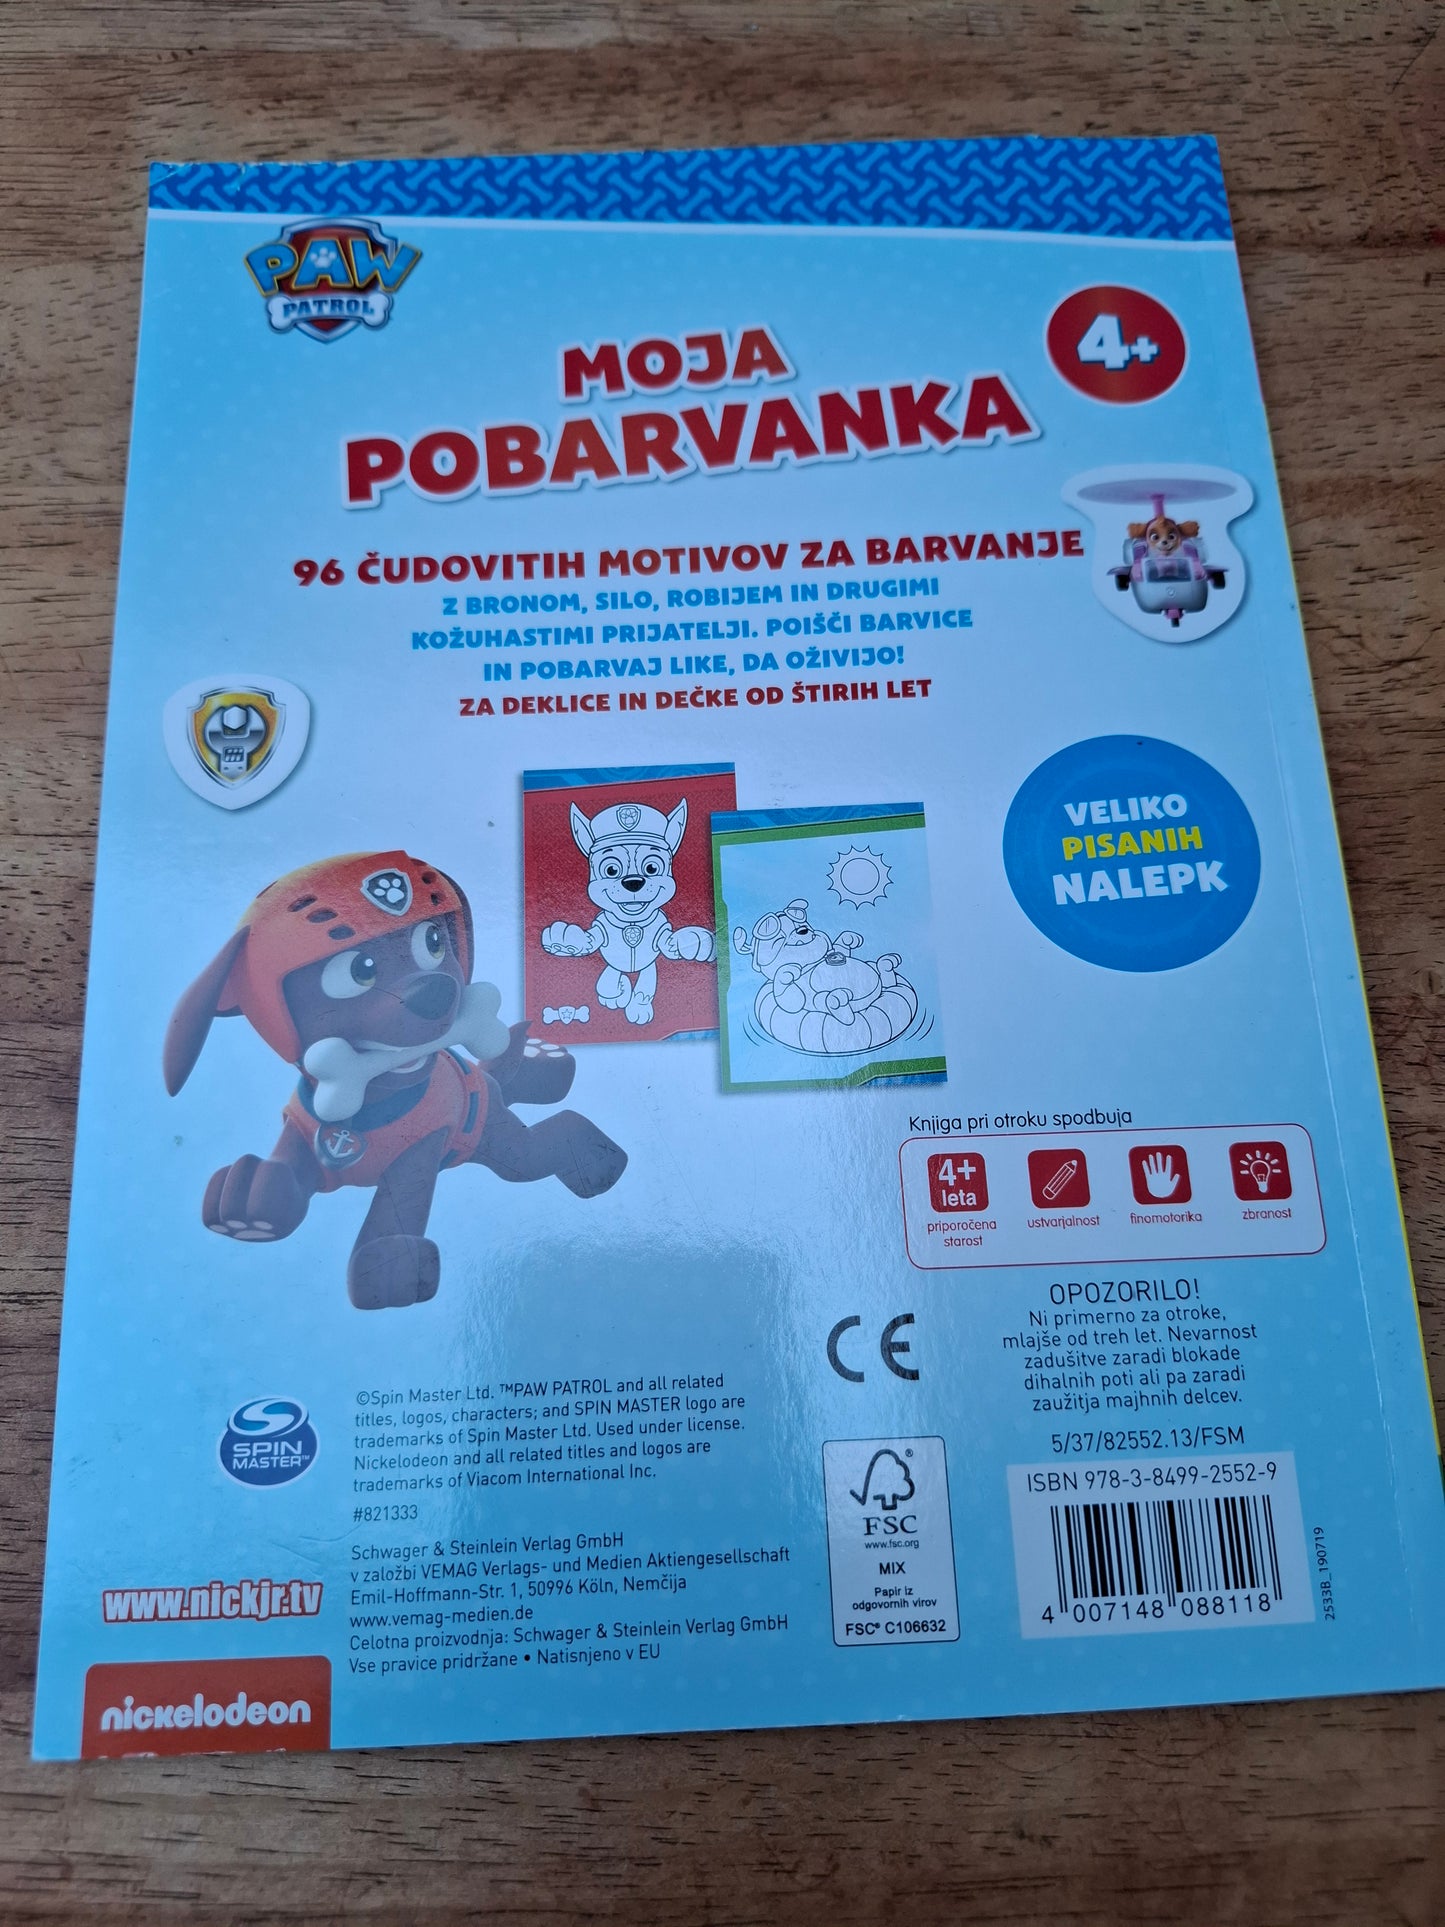 PAW
PATROL
4+
MOJA
POBARVANKA
96 ČUDOVITIH MOTIVOV ZA BARVANJE
Z BRONOM, SILO, ROBIJEM IN DRUGIMI
KOŽUHASTIMI PRIJATELJI. POIŠČI BARVICE
IN POBARVAJ LIKE, DA OŽIVIJO!
ZA DEKLICE IN DEČKE OD ŠTIRIH LET
VELIKO
PISANIH
NALEPK
Knjiga pri otroku spodbuja
4+
leta
priporočena
starost
ustvarjalnost
finomotorika
zbranost
OPOZORILO!
Ni primerno za otroke,
mlajše od treh let. Nevarnost
zadušitve zaradi blokade
dihalnih poti ali pa zaradi
zaužitja majhnih delcev.
5/37/82552.13/FSM
ISBN 978-3-8499-2552-9
4 007148 088118
2533B_190719
CE
FSC®
www.fsc.org
MIX
Papir iz
odgovornih virov
FSC® C106632
SPIN
MASTER™
©Spin Master Ltd. ™PAW PATROL and all related
titles, logos, characters; and SPIN MASTER logo are
trademarks of Spin Master Ltd. Used under license.
Nickelodeon and all related titles and logos are
trademarks of Viacom International Inc.
#821333
Schwager & Steinlein Verlag GmbH
v založbi VEMAG Verlags- und Medien Aktiengesellschaft
Emil-Hoffmann-Str. 1, 50996 Köln, Nemčija
www.vemag-medien.de
Celotna proizvodnja: Schwager & Steinlein Verlag GmbH
Vse pravice pridržane • Natisnjeno v EU
www.nickjr.tv
nickelodeon